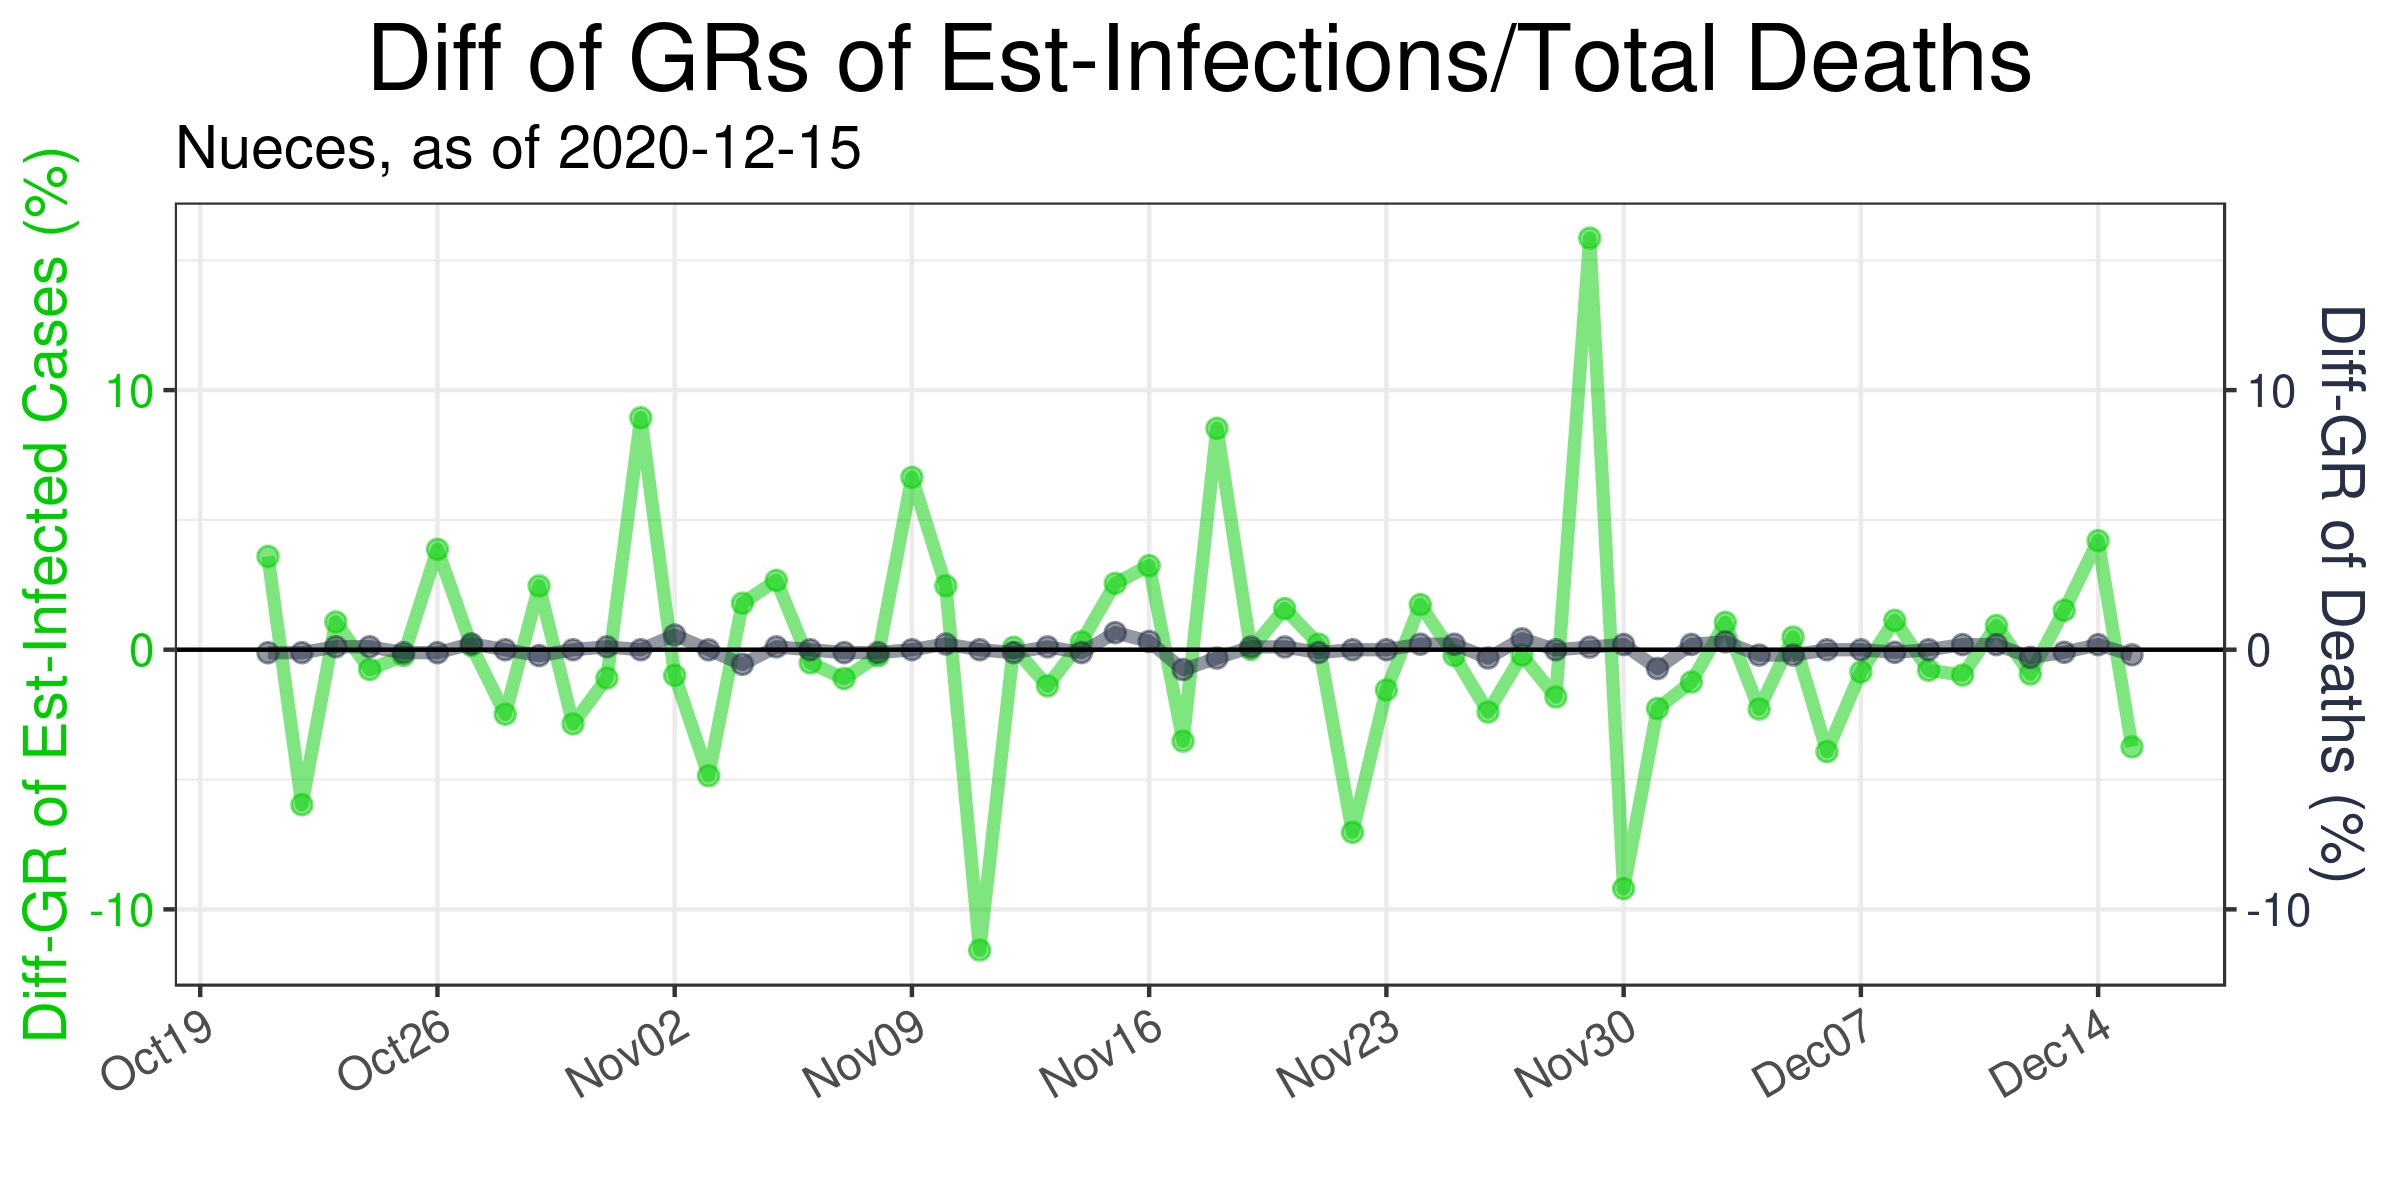 Diff of GRs of Est-Infections/Total Deaths
Nueces, as of 2020-12-15
Diff-GR of Est-Infected Cases (%)
10
0
-10
10
0
-10
Diff-GR of Deaths (%)
Oct19
Oct26
Nov02
Nov09
Nov16
Nov23
Nov30
Dec07
Dec14